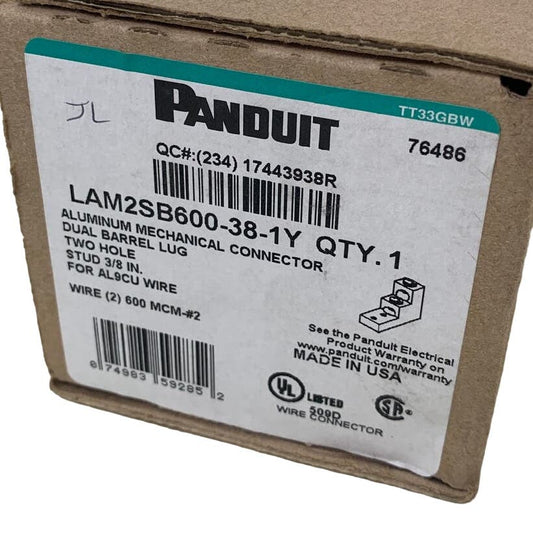 TT33GBW
JL
PANDUIT
76486
QC#:(234) 17443938R
LAM2SB600-38-1Y QTY. 1
ALUMINUM MECHANICAL CONNECTOR
DUAL BARREL LUG
TWO HOLE
STUD 3/8 IN.
FOR AL9CU WIRE
WIRE (2) 600 MCM-#2
See the Panduit Electrical
Product Warranty on
www.panduit.com/warranty
MADE IN USA
0 74983 59285 2
UL LISTED
509D
WIRE CONNECTOR
SA